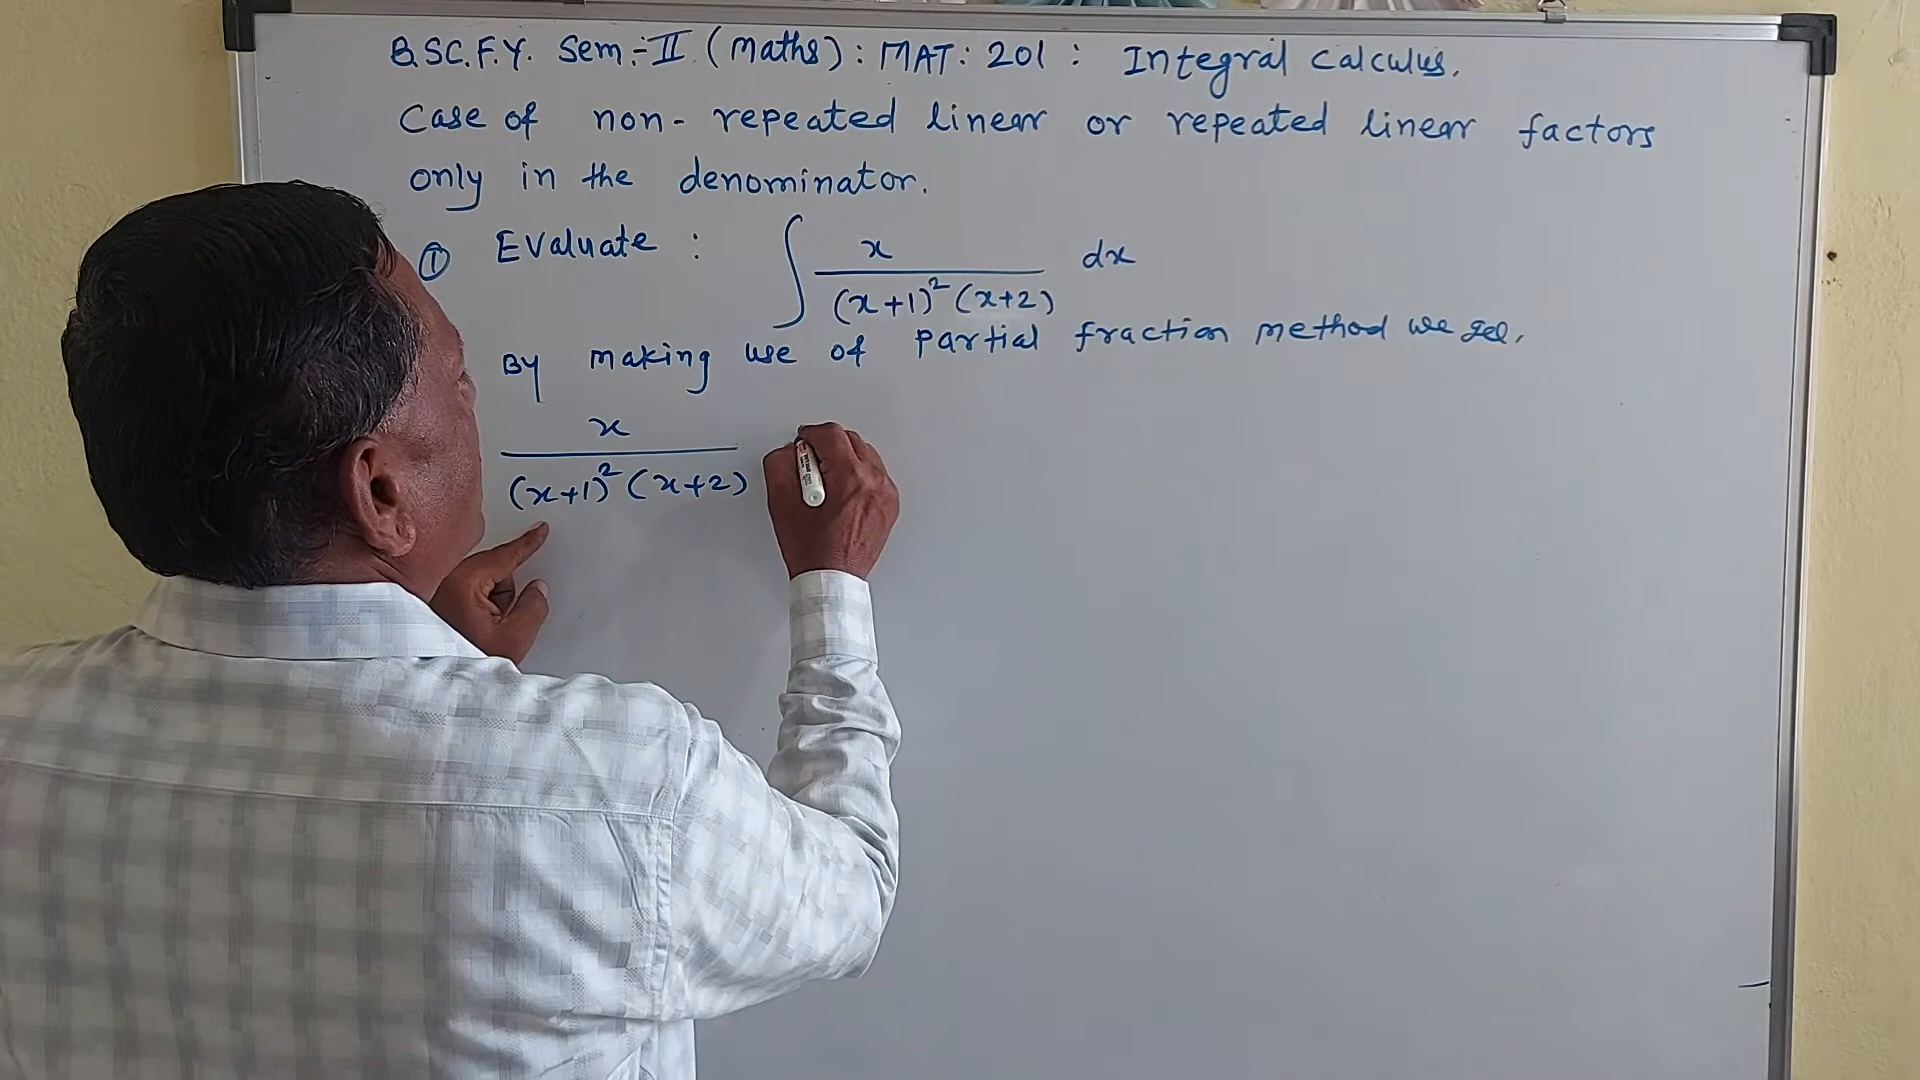 B.SC.F.Y. Sem:-II (Maths) : MAT: 201 : Integral Calculus.
Case of non-repeated linear or repeated linear factors
only in the denominator.
① Evaluate : ∫ x / (x+1)² (x+2) dx
By making use of partial fraction method we get,
x / (x+1)² (x+2)